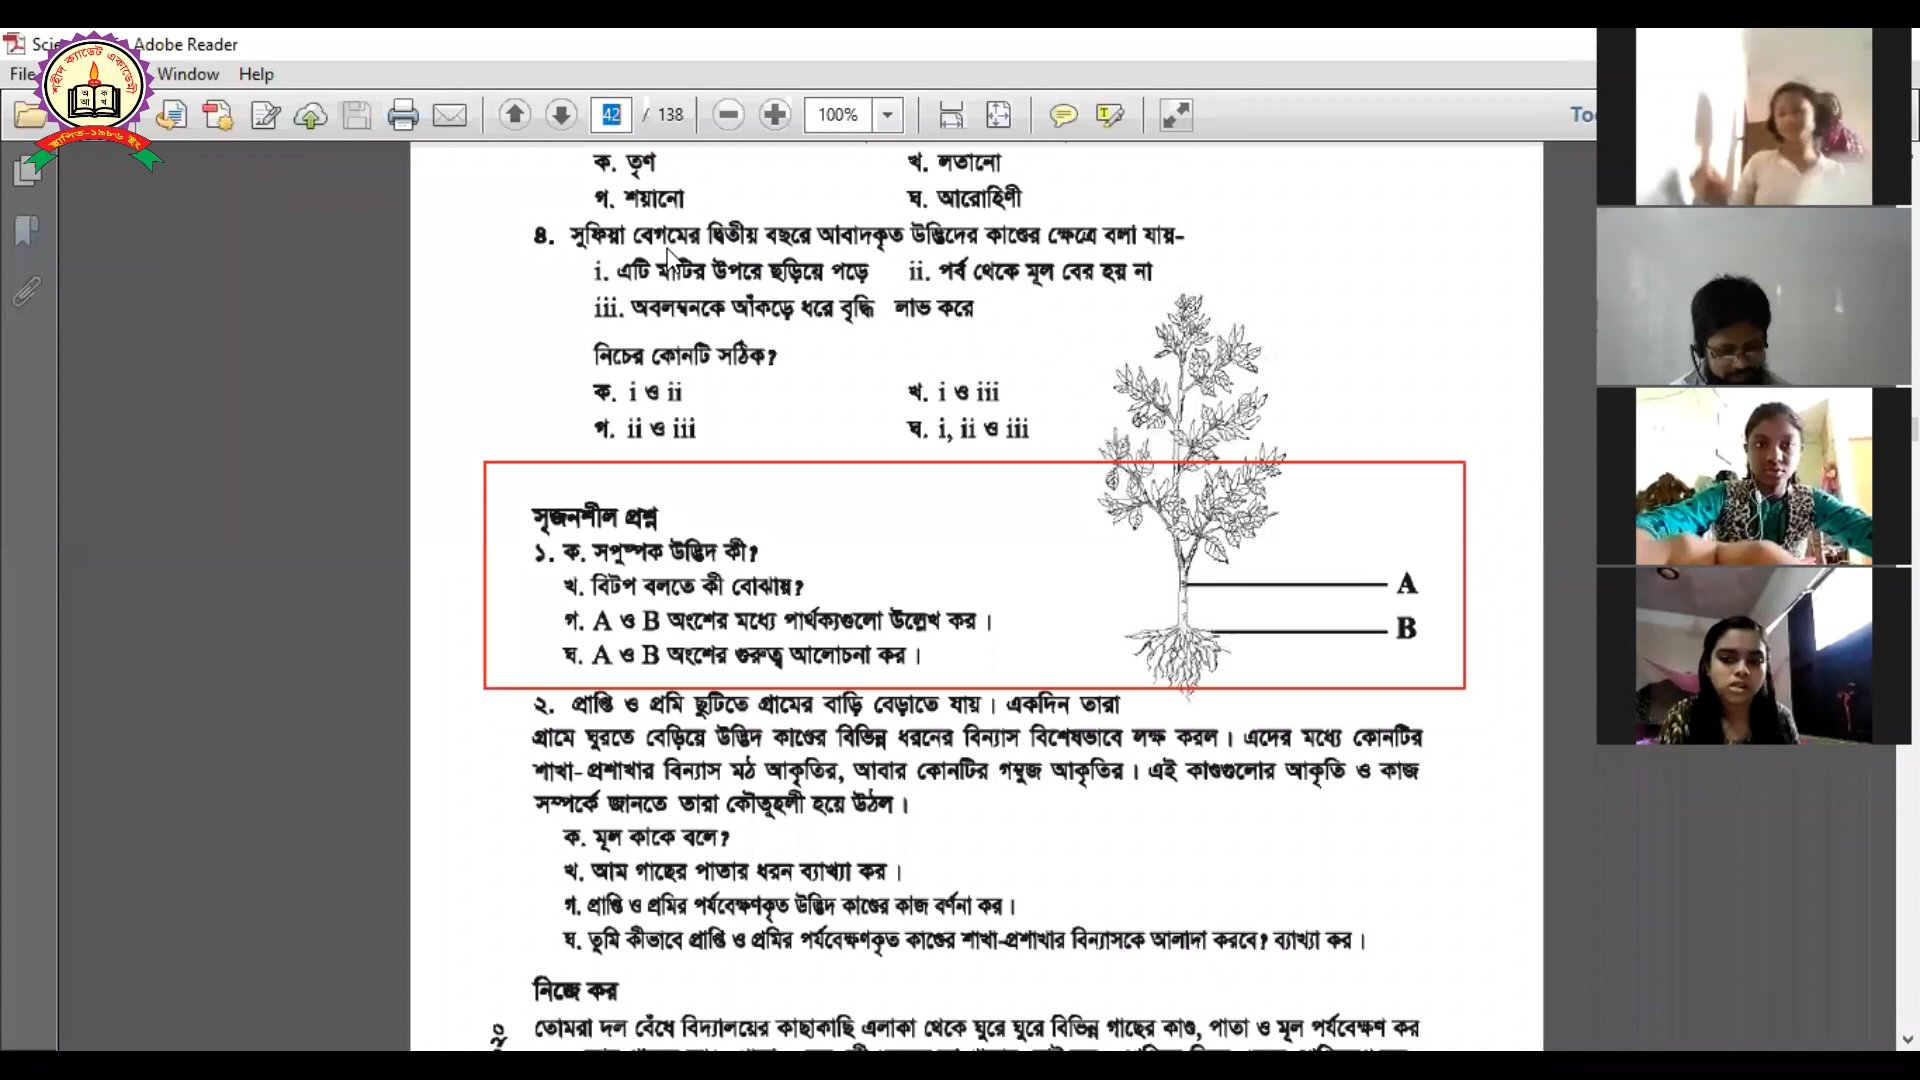 Adobe Reader
File
Window Help
42 / 138 100%
শহীদ ক্যাডেট একাডেমী
স্থাপিত-১৯৮৬ ইং
ক. তৃণ খ. লতানো
গ. শয়ানো ঘ. আরোহিণী
৪. সুফিয়া বেগমের দ্বিতীয় বছরে আবাদকৃত উদ্ভিদের কাণ্ডের ক্ষেত্রে বলা যায়-
i. এটি মাটির উপরে ছড়িয়ে পড়ে ii. পর্ব থেকে মূল বের হয় না
iii. অবলম্বনকে আঁকড়ে ধরে বৃদ্ধি লাভ করে
নিচের কোনটি সঠিক?
ক. i ও ii খ. i ও iii
গ. ii ও iii ঘ. i, ii ও iii
সৃজনশীল প্রশ্ন
১. ক. সপুষ্পক উদ্ভিদ কী?
খ. বিটপ বলতে কী বোঝায়?
A
গ. A ও B অংশের মধ্যে পার্থক্যগুলো উল্লেখ কর।
B
ঘ. A ও B অংশের গুরুত্ব আলোচনা কর।
২. প্রাপ্তি ও প্রমি ছুটিতে গ্রামের বাড়ি বেড়াতে যায়। একদিন তারা
গ্রামে ঘুরতে বেড়িয়ে উদ্ভিদ কাণ্ডের বিভিন্ন ধরনের বিন্যাস বিশেষভাবে লক্ষ করল। এদের মধ্যে কোনটির
শাখা-প্রশাখার বিন্যাস মঠ আকৃতির, আবার কোনটির গম্বুজ আকৃতির। এই কাণ্ডগুলোর আকৃতি ও কাজ
সম্পর্কে জানতে তারা কৌতূহলী হয়ে উঠল।
ক. মূল কাকে বলে?
খ. আম গাছের পাতার ধরন ব্যাখ্যা কর।
গ. প্রাপ্তি ও প্রমির পর্যবেক্ষণকৃত উদ্ভিদ কাণ্ডের কাজ বর্ণনা কর।
ঘ. তুমি কীভাবে প্রাপ্তি ও প্রমির পর্যবেক্ষণকৃত কাণ্ডের শাখা-প্রশাখার বিন্যাসকে আলাদা করবে? ব্যাখ্যা কর।
নিজে কর
তোমরা দল বেঁধে বিদ্যালয়ের কাছাকাছি এলাকা থেকে ঘুরে ঘুরে বিভিন্ন গাছের কাণ্ড, পাতা ও মূল পর্যবেক্ষণ কর